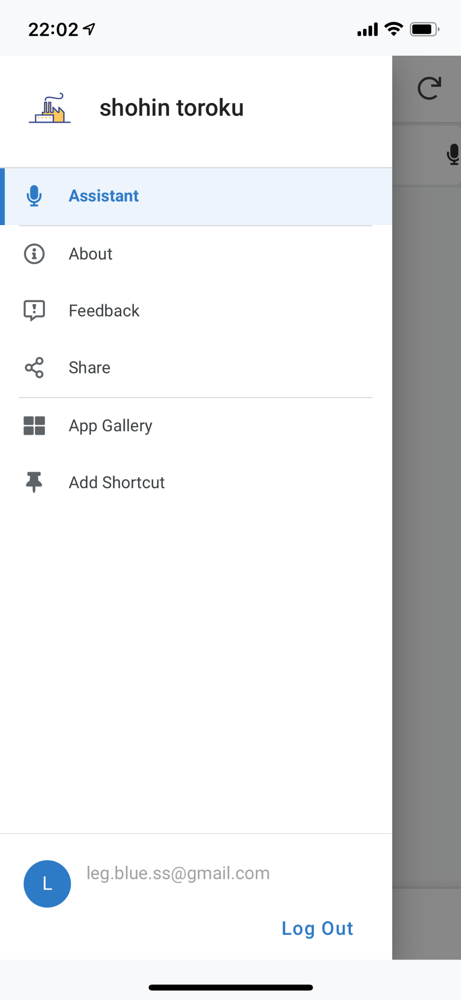 22:02
shohin toroku
Assistant
About
Feedback
Share
App Gallery
Add Shortcut
L
leg.blue.ss@gmail.com
Log Out